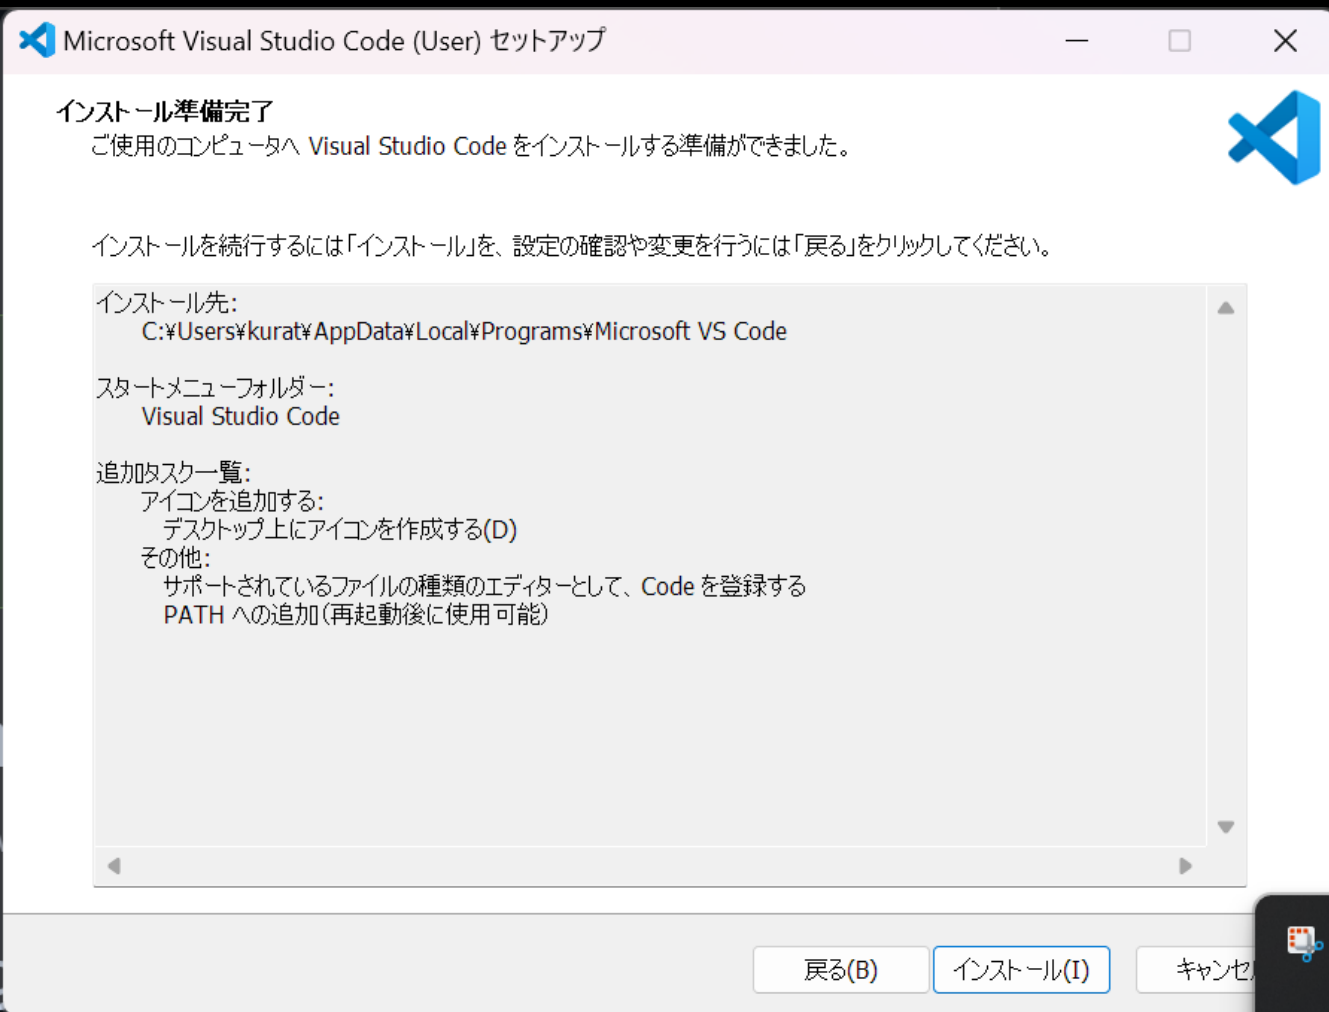 Microsoft Visual Studio Code (User) セットアップ
インストール準備完了
ご使用のコンピュータへ Visual Studio Code をインストールする準備ができました。
インストールを続行するには「インストール」を、設定の確認や変更を行うには「戻る」をクリックしてください。
インストール先:
C:¥Users¥kurat¥AppData¥Local¥Programs¥Microsoft VS Code
スタートメニューフォルダー:
Visual Studio Code
追加タスク一覧:
アイコンを追加する:
デスクトップ上にアイコンを作成する(D)
その他:
サポートされているファイルの種類のエディターとして、Code を登録する
PATH への追加(再起動後に使用可能)
戻る(B)
インストール(I)
キャンセ